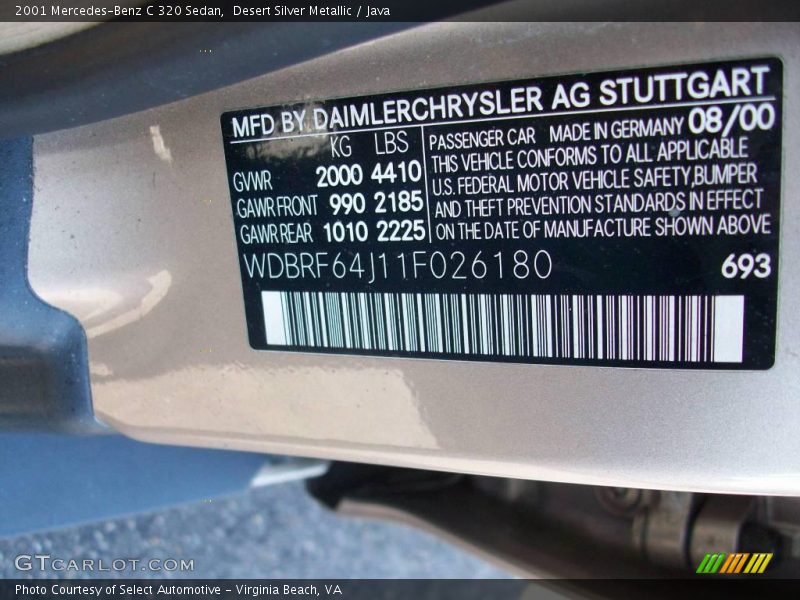 2001 Mercedes-Benz C 320 Sedan,  Desert Silver Metallic / Java
MFD BY DAIMLERCHRYSLER AG STUTTGART
KG LBS
GVWR 2000 4410
GAWR FRONT 990 2185
GAWR REAR 1010 2225
PASSENGER CAR MADE IN GERMANY 08/00
THIS VEHICLE CONFORMS TO ALL APPLICABLE
U.S. FEDERAL MOTOR VEHICLE SAFETY,BUMPER
AND THEFT PREVENTION STANDARDS IN EFFECT
ON THE DATE OF MANUFACTURE SHOWN ABOVE
WDBRF64J11F026180 693
GTCARLOT.COM
Photo Courtesy of Select Automotive - Virginia Beach, VA